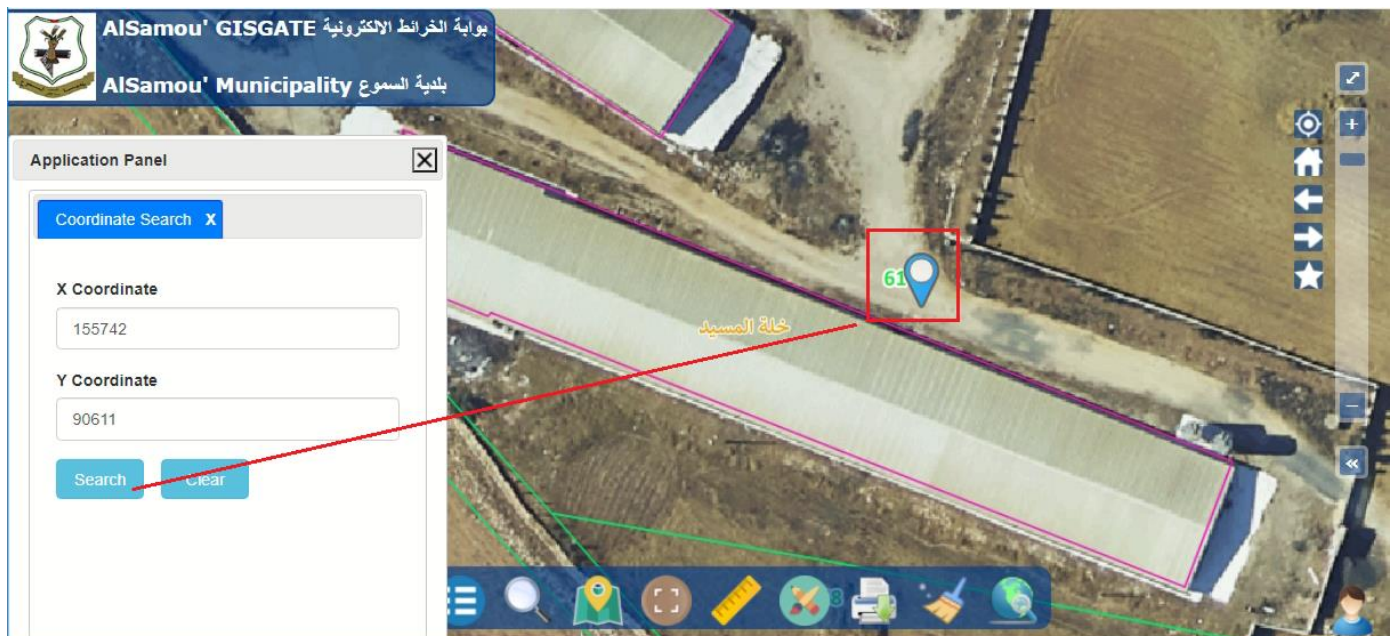 AlSamou' GISGATE بوابة الخرائط الالكترونية
AlSamou' Municipality بلدية السموع
Application Panel
Coordinate Search X
X Coordinate
155742
Y Coordinate
90611
Search Clear
61
خلة المسيد
8